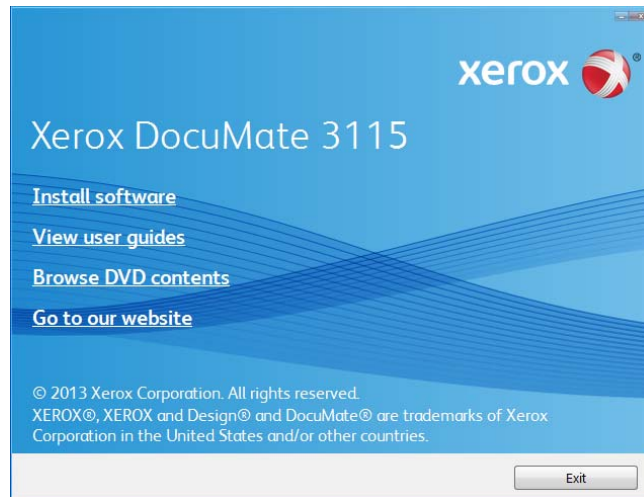 xerox ®
Xerox DocuMate 3115
Install software
View user guides
Browse DVD contents
Go to our website
© 2013 Xerox Corporation. All rights reserved.
XEROX®, XEROX and Design® and DocuMate® are trademarks of Xerox
Corporation in the United States and/or other countries.
Exit